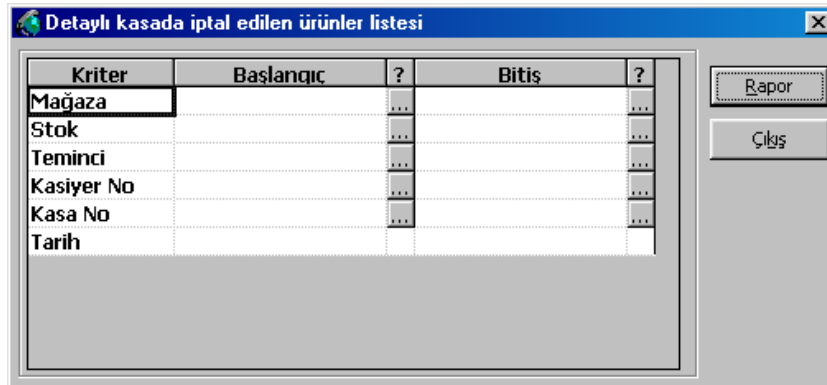 Detaylı kasada iptal edilen ürünler listesi
Kriter Başlangıç ? Bitiş ?
Mağaza ... ...
Stok ... ...
Teminci ... ...
Kasiyer No ... ...
Kasa No ... ...
Tarih
Rapor
Çıkış